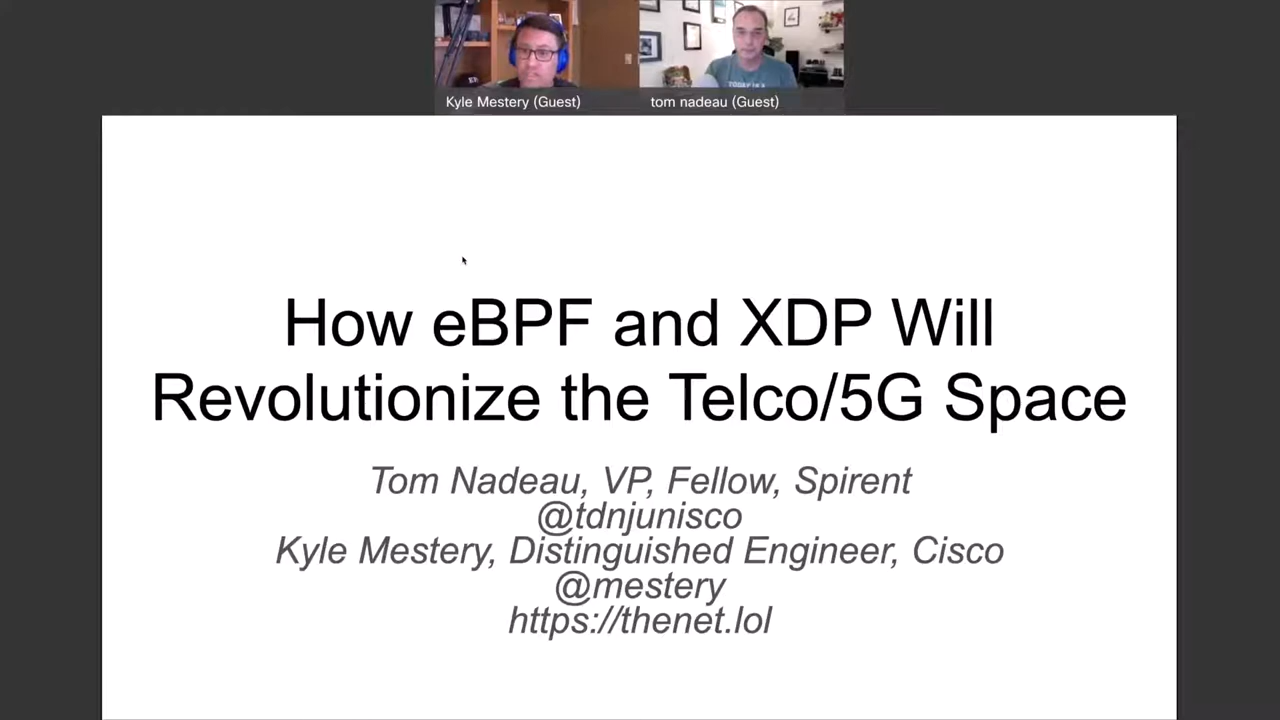 Kyle Mestery (Guest)
tom nadeau (Guest)
How eBPF and XDP Will
Revolutionize the Telco/5G Space
Tom Nadeau, VP, Fellow, Spirent
@tdnjunisco
Kyle Mestery, Distinguished Engineer, Cisco
@mestery
https://thenet.lol